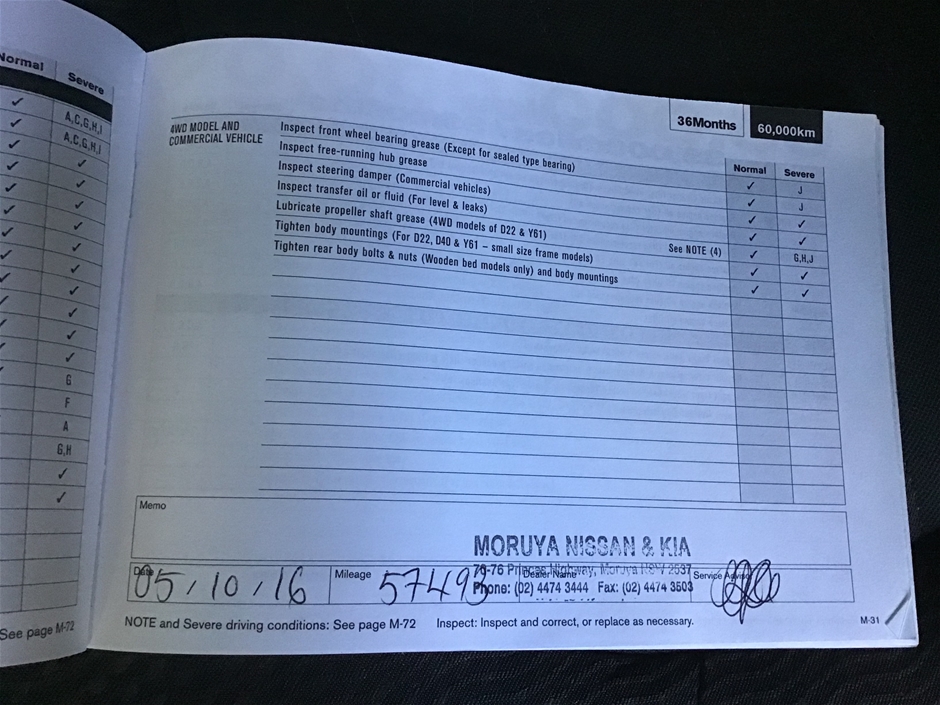 Normal
Severe
✓
✓ A,C,G,H,I
✓ A,C,G,H,I
✓ ✓
✓ ✓
✓ ✓
✓ ✓
✓ ✓
✓ ✓
✓ ✓
✓ ✓
✓ ✓
G
F
A
G,H
✓
✓
See page M-72
36Months
60,000km
Normal Severe
4WD MODEL AND
COMMERCIAL VEHICLE
Inspect front wheel bearing grease (Except for sealed type bearing) ✓ J
Inspect free-running hub grease ✓ J
Inspect steering damper (Commercial vehicles) ✓ ✓
Inspect transfer oil or fluid (For level & leaks) ✓ ✓
Lubricate propeller shaft grease (4WD models of D22 & Y61) See NOTE (4) ✓ G,H,J
Tighten body mountings (For D22, D40 & Y61 – small size frame models) ✓ ✓
Tighten rear body bolts & nuts (Wooden bed models only) and body mountings ✓ ✓
Memo
MORUYA NISSAN & KIA
Princes Highway, Moruya NSW 2537
Phone: (02) 4474 3444 Fax: (02) 4474 3503
Date 05/10/16
Mileage 57493
Dealer Name
Service Advisor
NOTE and Severe driving conditions: See page M-72 Inspect: Inspect and correct, or replace as necessary.
M-31